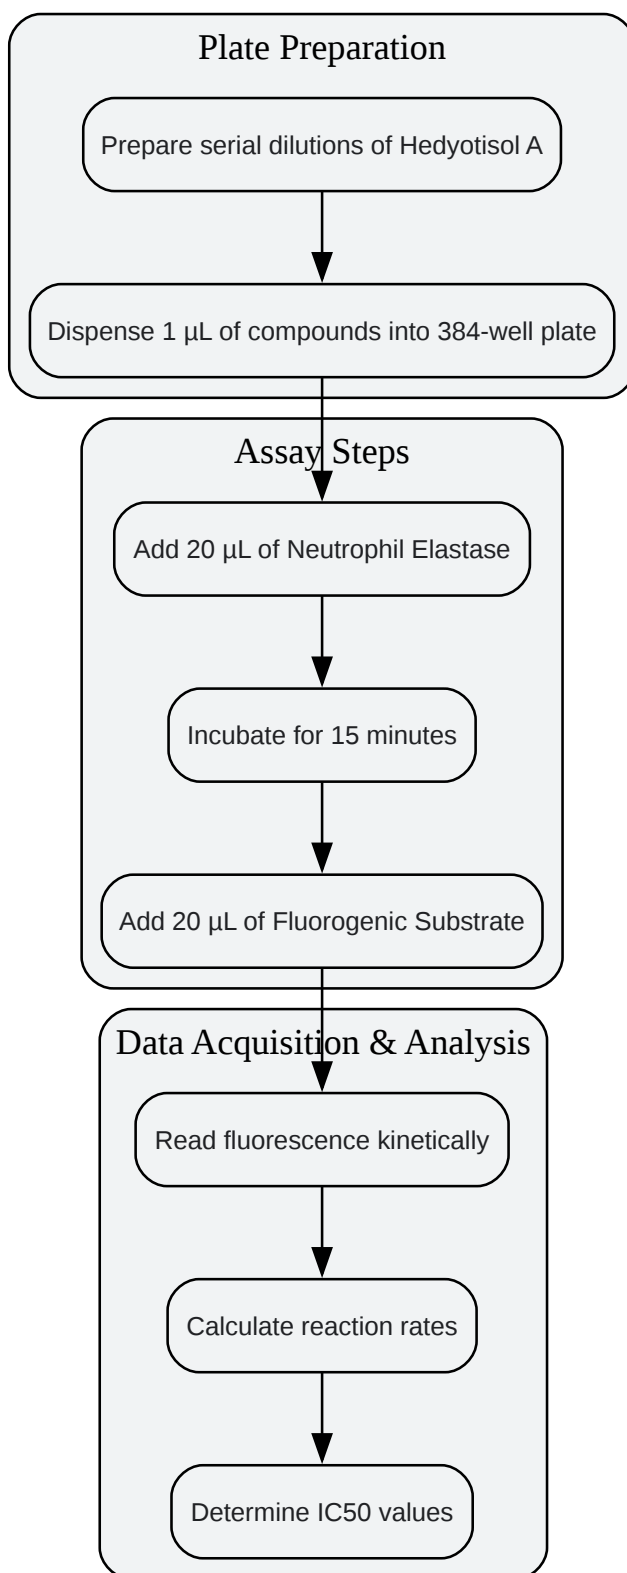 Plate Preparation
Prepare serial dilutions of Hedyotisol A
Dispense 1 µL of compounds into 384-well plate
Assay Steps
Add 20 µL of Neutrophil Elastase
Incubate for 15 minutes
Add 20 µL of Fluorogenic Substrate
Data Acquisition & Analysis
Read fluorescence kinetically
Calculate reaction rates
Determine IC50 values